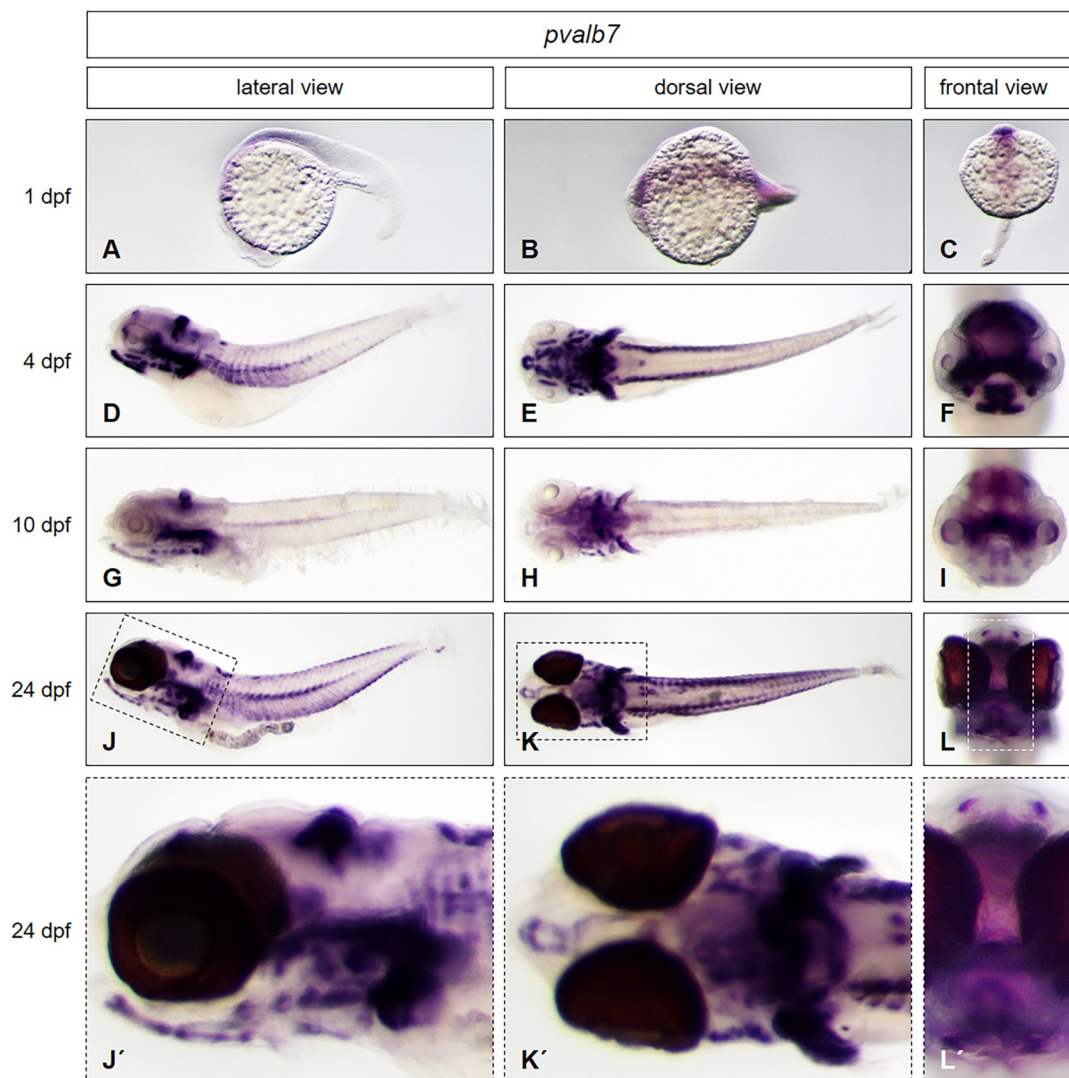 pvalb7
lateral view
dorsal view
frontal view
1 dpf
A
B
C
4 dpf
D
E
F
10 dpf
G
H
I
24 dpf
J
K
L
24 dpf
J´
K´
L´